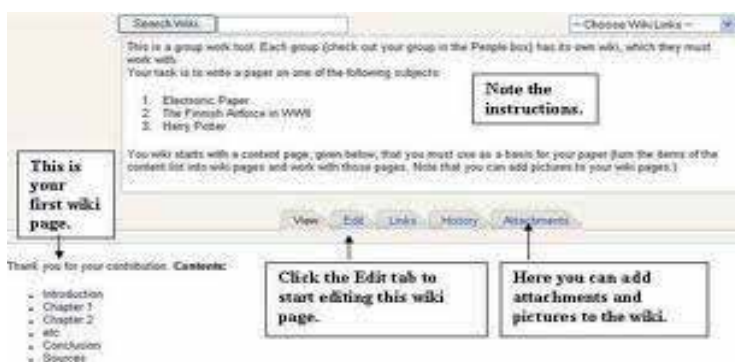 Search Wiki
-- Choose Wiki Links --
This is a group work tool. Each group (check out your group in the People box) has its own wiki, which they must
work with.
Your task is to write a paper on one of the following subjects:
1. Electronic Paper
2. The Finnish Airforce in WWII
3. Harry Potter
Note the
instructions.
You wiki starts with a content page, given below, that you must use as a basis for your paper (turn the items of the
content list into wiki pages and work with those pages. Note that you can add pictures to your wiki pages.)
This is
your
first wiki
page.
View Edit Links History Attachments
Thank you for your contribution. Contents:
Introduction
Chapter 1
Chapter 2
etc
Conclusion
Sources
Click the Edit tab to
start editing this wiki
page.
Here you can add
attachments and
pictures to the wiki.